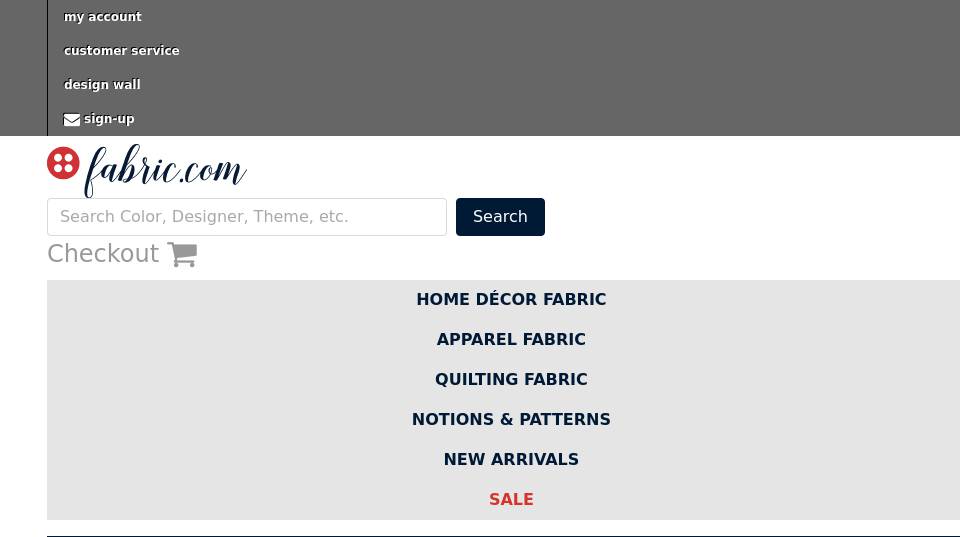 my account
customer service
design wall
sign-up
fabric.com
Search Color, Designer, Theme, etc.
Search
Checkout
HOME DÉCOR FABRIC
APPAREL FABRIC
QUILTING FABRIC
NOTIONS & PATTERNS
NEW ARRIVALS
SALE